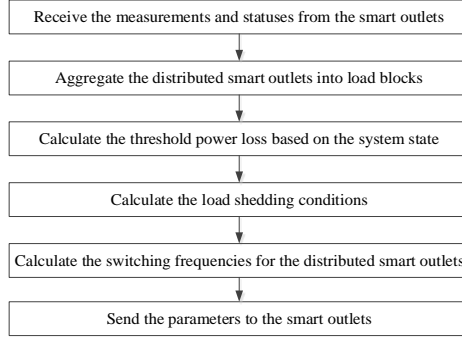 Receive the measurements and statuses from the smart outlets
Aggregate the distributed smart outlets into load blocks
Calculate the threshold power loss based on the system state
Calculate the load shedding conditions
Calculate the switching frequencies for the distributed smart outlets
Send the parameters to the smart outlets